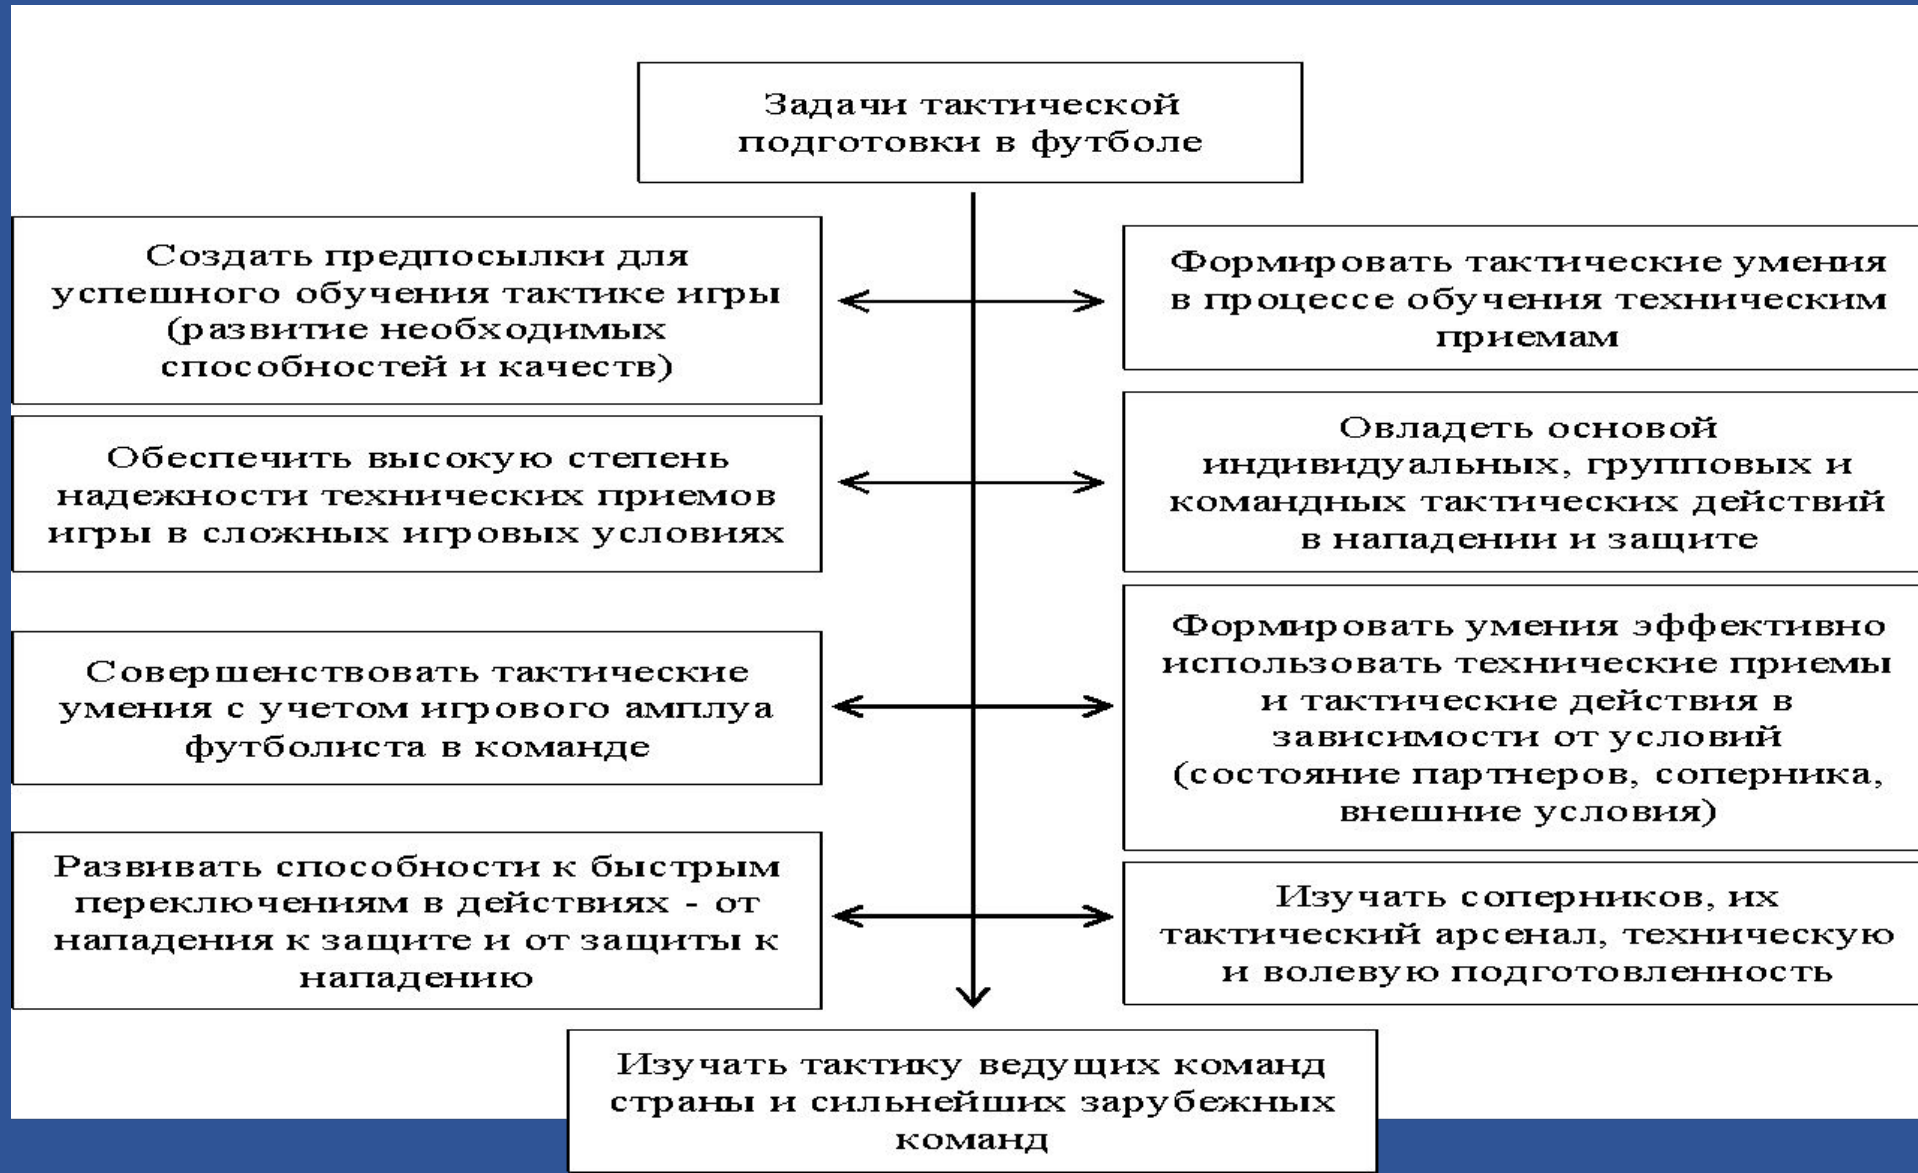 Задачи тактической
подготовки в футболе
Создать предпосылки для
успешного обучения тактике игры
(развитие необходимых
способностей и качеств)
Формировать тактические умения
в процессе обучения техническим
приемам
Обеспечить высокую степень
надежности технических приемов
игры в сложных игровых условиях
Овладеть основой
индивидуальных, групповых и
командных тактических действий
в нападении и защите
Совершенствовать тактические
умения с учетом игрового амплуа
футболиста в команде
Формировать умения эффективно
использовать технические приемы
и тактические действия в
зависимости от условий
(состояние партнеров, соперника,
внешние условия)
Развивать способности к быстрым
переключениям в действиях - от
нападения к защите и от защиты к
нападению
Изучать соперников, их
тактический арсенал, техническую
и волевую подготовленность
Изучать тактику ведущих команд
страны и сильнейших зарубежных
команд